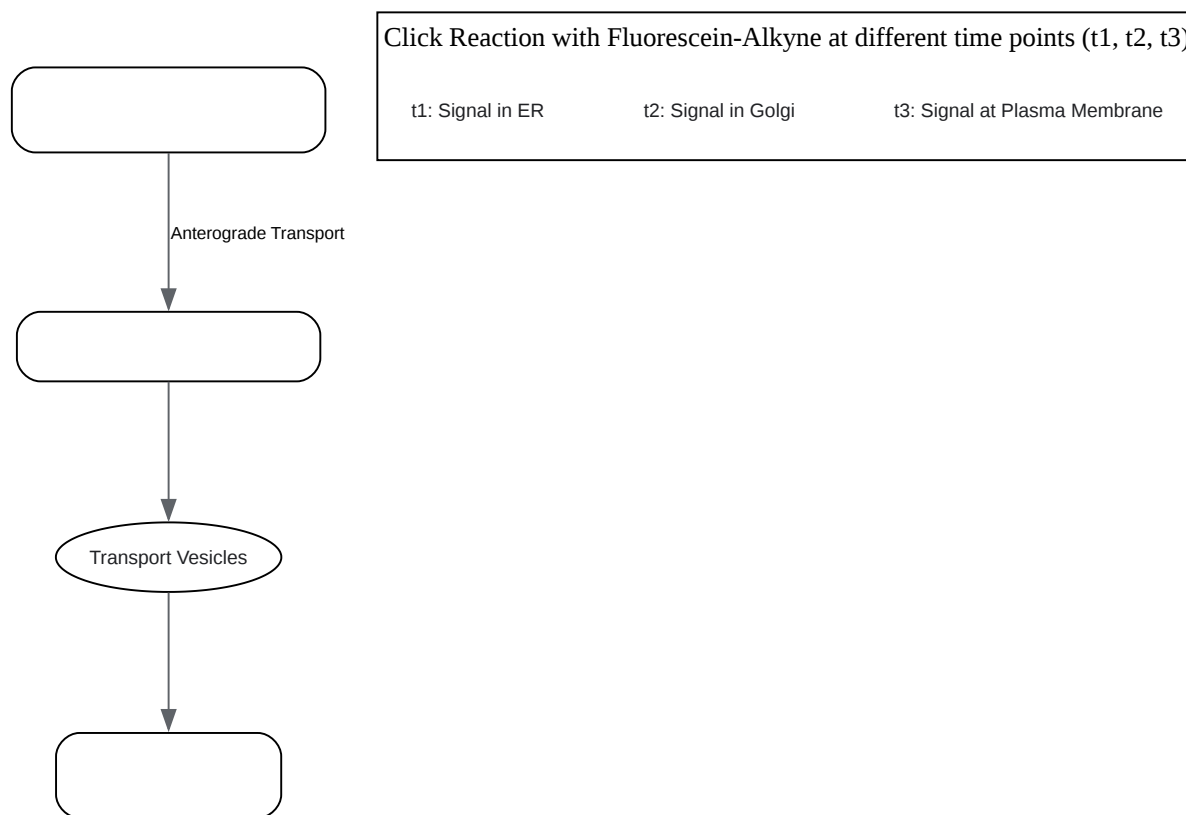 Click Reaction with Fluorescein-Alkyne at different time points (t1, t2, t3)
t1: Signal in ER t2: Signal in Golgi t3: Signal at Plasma Membrane
Anterograde Transport
Transport Vesicles